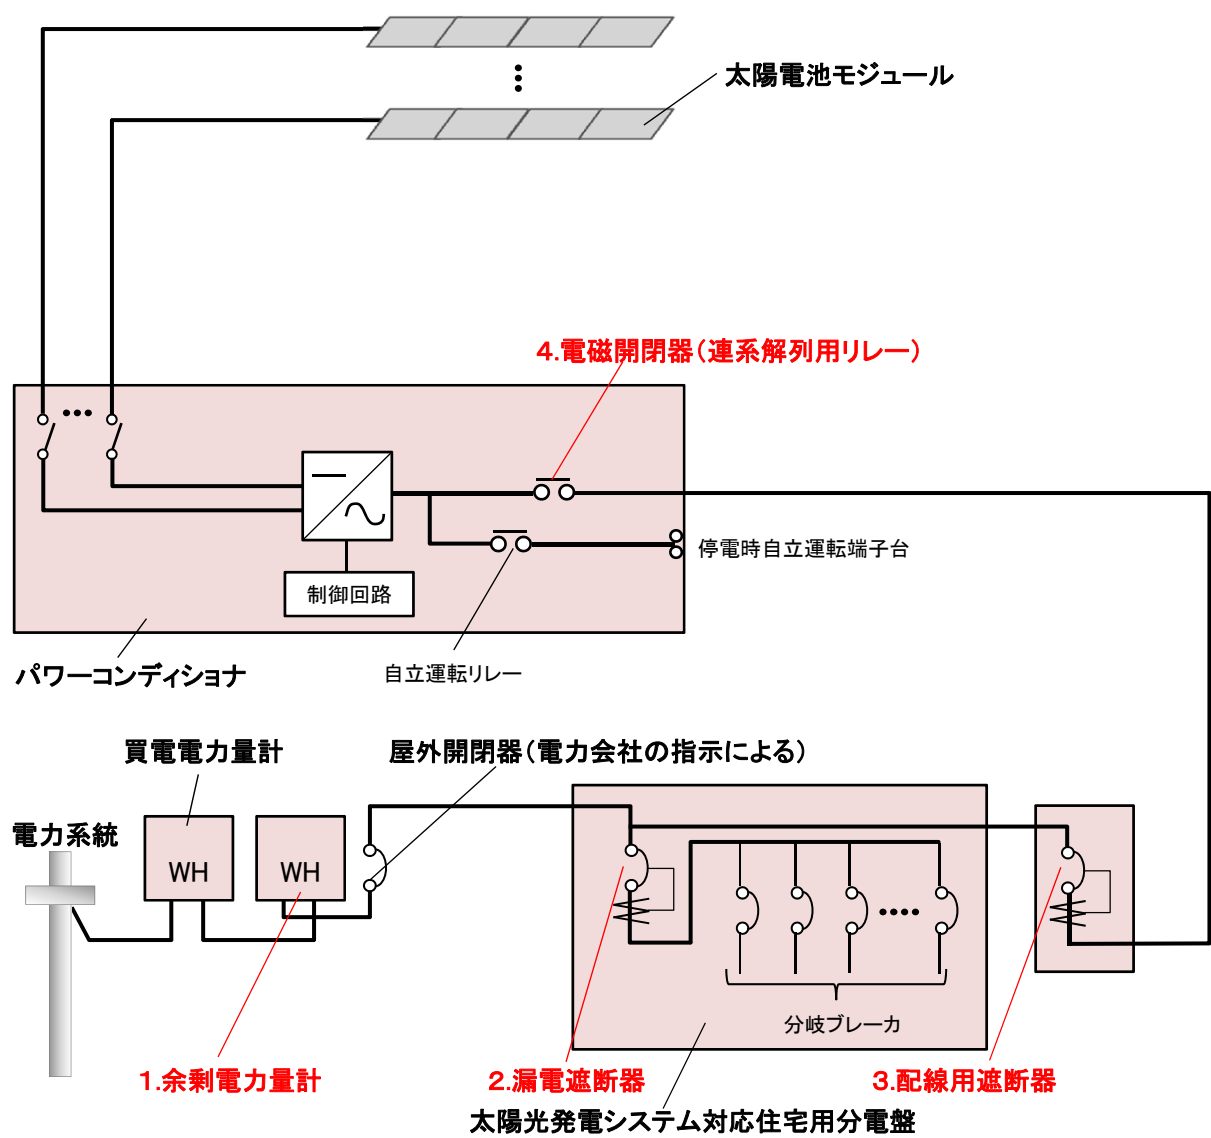 太陽電池モジュール
4.電磁開閉器(連系解列用リレー)
停電時自立運転端子台
制御回路
パワーコンディショナ
自立運転リレー
買電電力量計
屋外開閉器(電力会社の指示による)
電力系統
WH
WH
分岐ブレーカ
1.余剰電力量計
2.漏電遮断器
3.配線用遮断器
太陽光発電システム対応住宅用分電盤